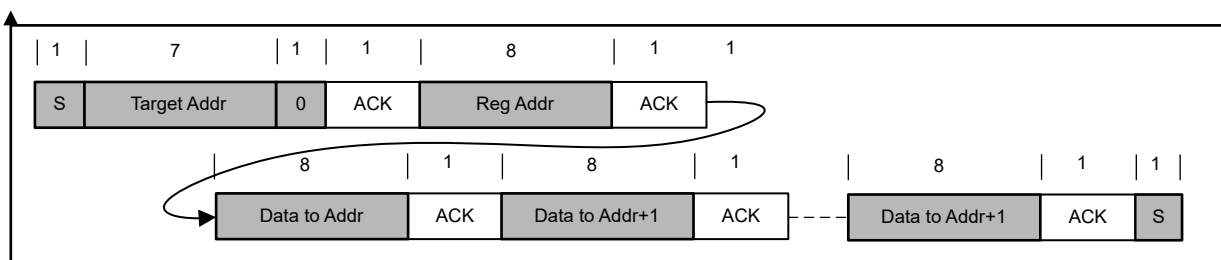 1 7 1 1 8 1 1
S Target Addr 0 ACK Reg Addr ACK
8 1 8 1 8 1 1
Data to Addr ACK Data to Addr+1 ACK Data to Addr+1 ACK S